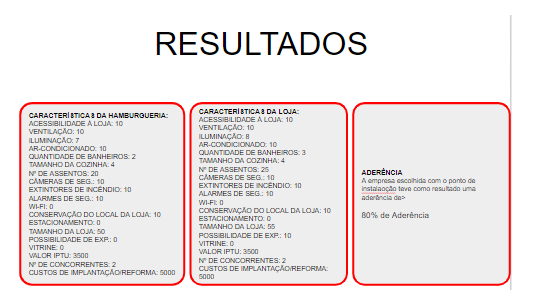 RESULTADOS
CARACTERÍSTICAS DA HAMBURGUERIA:
ACESSIBILIDADE À LOJA: 10
VENTILAÇÃO: 10
ILUMINAÇÃO: 7
AR-CONDICIONADO: 10
QUANTIDADE DE BANHEIROS: 2
TAMANHO DA COZINHA: 4
Nº DE ASSENTOS: 20
CÂMERAS DE SEG.: 10
EXTINTORES DE INCÊNDIO: 10
ALARMES DE SEG.: 10
WI-FI: 0
CONSERVAÇÃO DO LOCAL DA LOJA: 10
ESTACIONAMENTO: 0
TAMANHO DA LOJA: 50
POSSIBILIDADE DE EXP.: 0
VITRINE: 0
VALOR IPTU: 3500
Nº DE CONCORRENTES: 2
CUSTOS DE IMPLANTAÇÃO/REFORMA: 5000
CARACTERÍSTICAS DA LOJA:
ACESSIBILIDADE À LOJA: 10
VENTILAÇÃO: 10
ILUMINAÇÃO: 8
AR-CONDICIONADO: 10
QUANTIDADE DE BANHEIROS: 3
TAMANHO DA COZINHA: 4
Nº DE ASSENTOS: 25
CÂMERAS DE SEG.: 10
EXTINTORES DE INCÊNDIO: 10
ALARMES DE SEG.: 10
WI-FI: 0
CONSERVAÇÃO DO LOCAL DA LOJA: 10
ESTACIONAMENTO: 0
TAMANHO DA LOJA: 55
POSSIBILIDADE DE EXP.: 10
VITRINE: 0
VALOR IPTU: 3500
Nº DE CONCORRENTES: 2
CUSTOS DE IMPLANTAÇÃO/REFORMA:
5000
ADERÊNCIA
A empresa escolhida com o ponto de
instalaoção teve como resultado uma
aderência de>
80% de Aderência